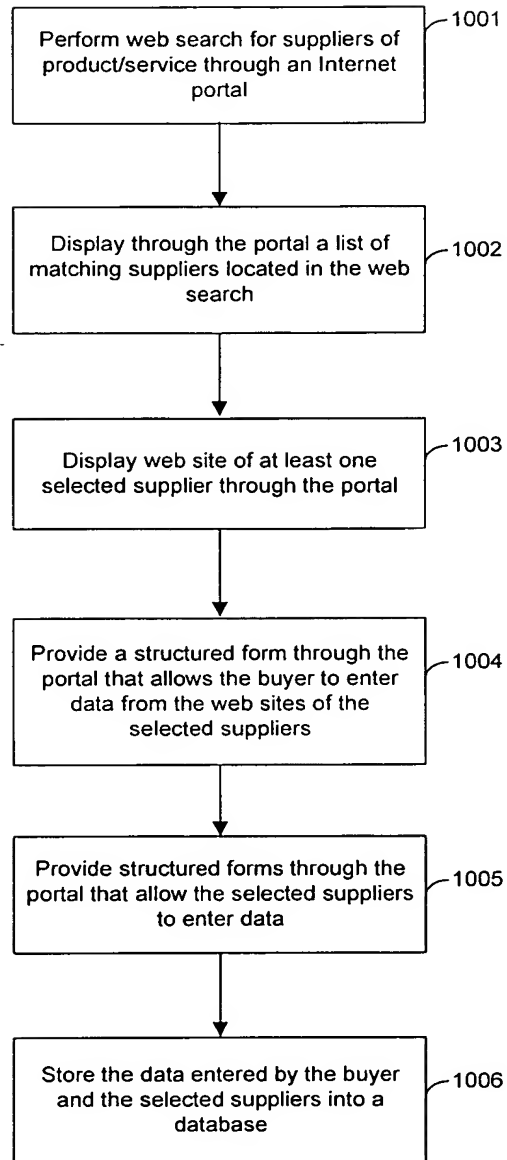 1001
Perform web search for suppliers of
product/service through an Internet
portal
1002
Display through the portal a list of
matching suppliers located in the web
search
1003
Display web site of at least one
selected supplier through the portal
1004
Provide a structured form through the
portal that allows the buyer to enter
data from the web sites of the
selected suppliers
1005
Provide structured forms through the
portal that allow the selected suppliers
to enter data
1006
Store the data entered by the buyer
and the selected suppliers into a
database